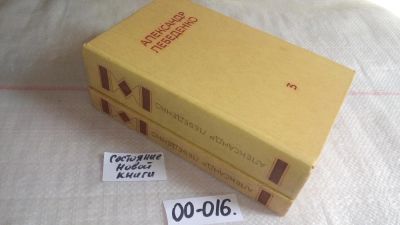 АЛЕКСАНДР
ЛЕБЕДЕНКО
3
АЛЕКСАНДР ЛЕБЕДЕНКО
АЛЕКСАНДР ЛЕБЕДЕНКО
Состояние
Новой
книги
00-016.